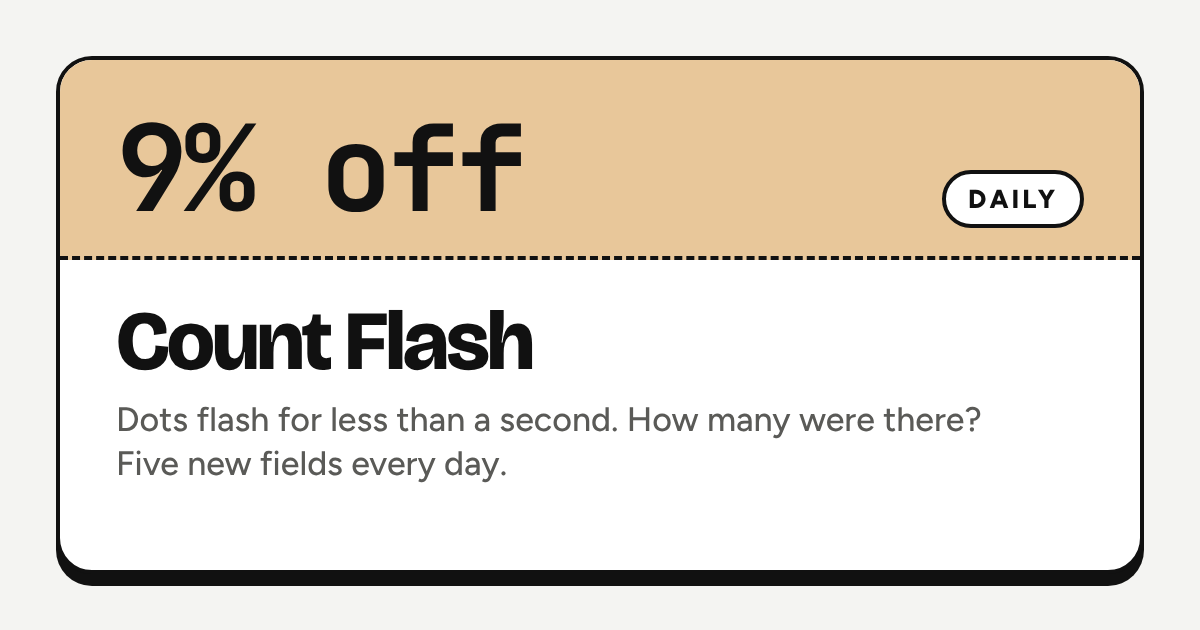 9% off
DAILY
Count Flash
Dots flash for less than a second. How many were there?
Five new fields every day.